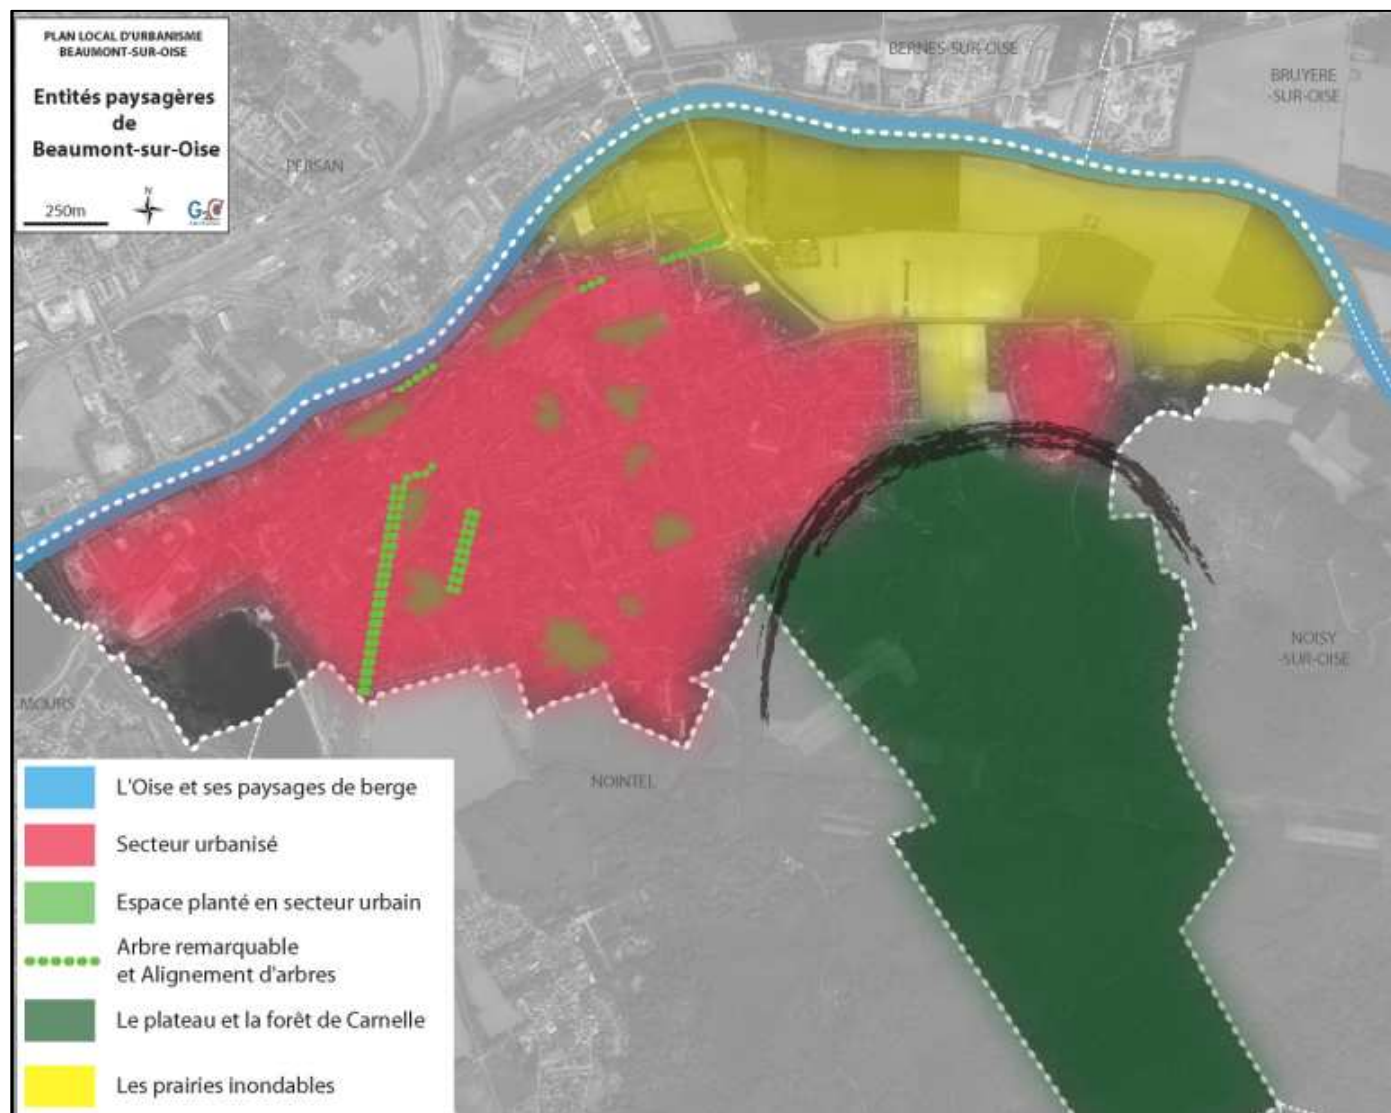 PLAN LOCAL D'URBANISME
BEAUMONT-SUR-OISE
Entités paysagères
de
Beaumont-sur-Oise
N
250m
BERNES-SUR-OISE
BRUYERE
-SUR-OISE
PERSAN
NOISY
-SUR-OISE
MOURS
NOINTEL
L'Oise et ses paysages de berge
Secteur urbanisé
Espace planté en secteur urbain
Arbre remarquable
et Alignement d'arbres
Le plateau et la forêt de Carnelle
Les prairies inondables